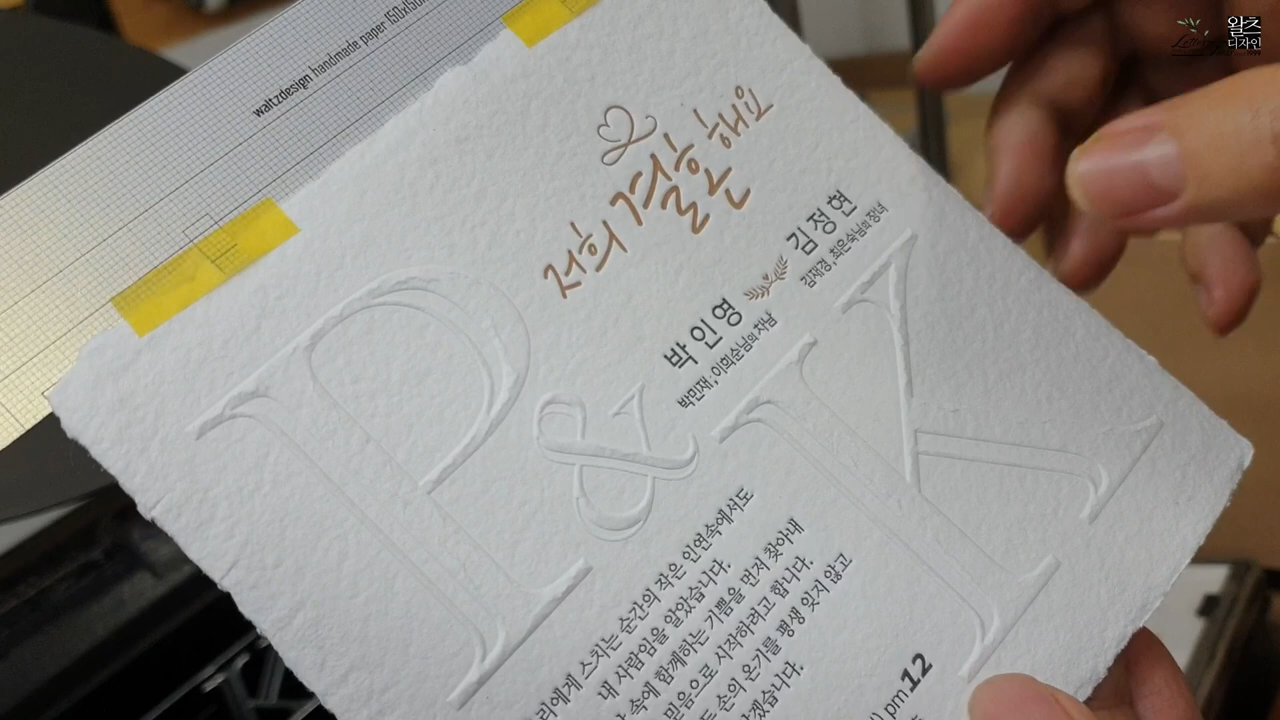 waltzdesign handmade paper 150x150
왈츠
디자인
저희 결혼해요
박인영
박민재, 이희순님의 차남
김정현
김재경, 최은숙님의 장녀
P & K
스치는 순간의 작은 인연속에서도
내 사람임을 알았습니다.
속에 함께하는 기쁨을 먼저 찾아내
믿음으로 시작하려고 합니다.
손의 온기를 평생 잊지 않고
pm 12